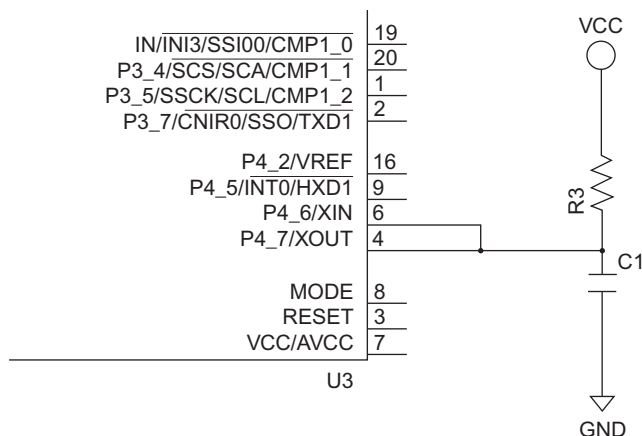 IN/INI3/SSI00/CMP1_0 19
P3_4/SCS/SCA/CMP1_1 20
P3_5/SSCK/SCL/CMP1_2 1
P3_7/CNIR0/SSO/TXD1 2
P4_2/VREF 16
P4_5/INT0/HXD1 9
P4_6/XIN 6
P4_7/XOUT 4
MODE 8
RESET 3
VCC/AVCC 7
U3
VCC
R3
C1
GND